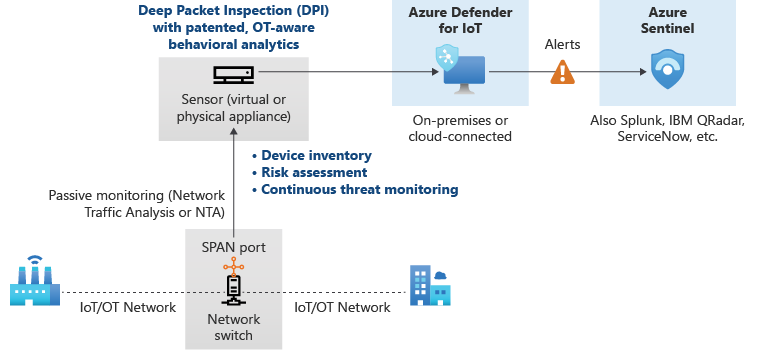 Deep Packet Inspection (DPI)
with patented, OT-aware
behavioral analytics
Sensor (virtual or
physical appliance)
Azure Defender
for IoT
On-premises or
cloud-connected
Alerts
Azure
Sentinel
Also Splunk, IBM QRadar,
ServiceNow, etc.
• Device inventory
• Risk assessment
• Continuous threat monitoring
Passive monitoring (Network
Traffic Analysis or NTA)
SPAN port
IoT/OT Network
Network
switch
IoT/OT Network